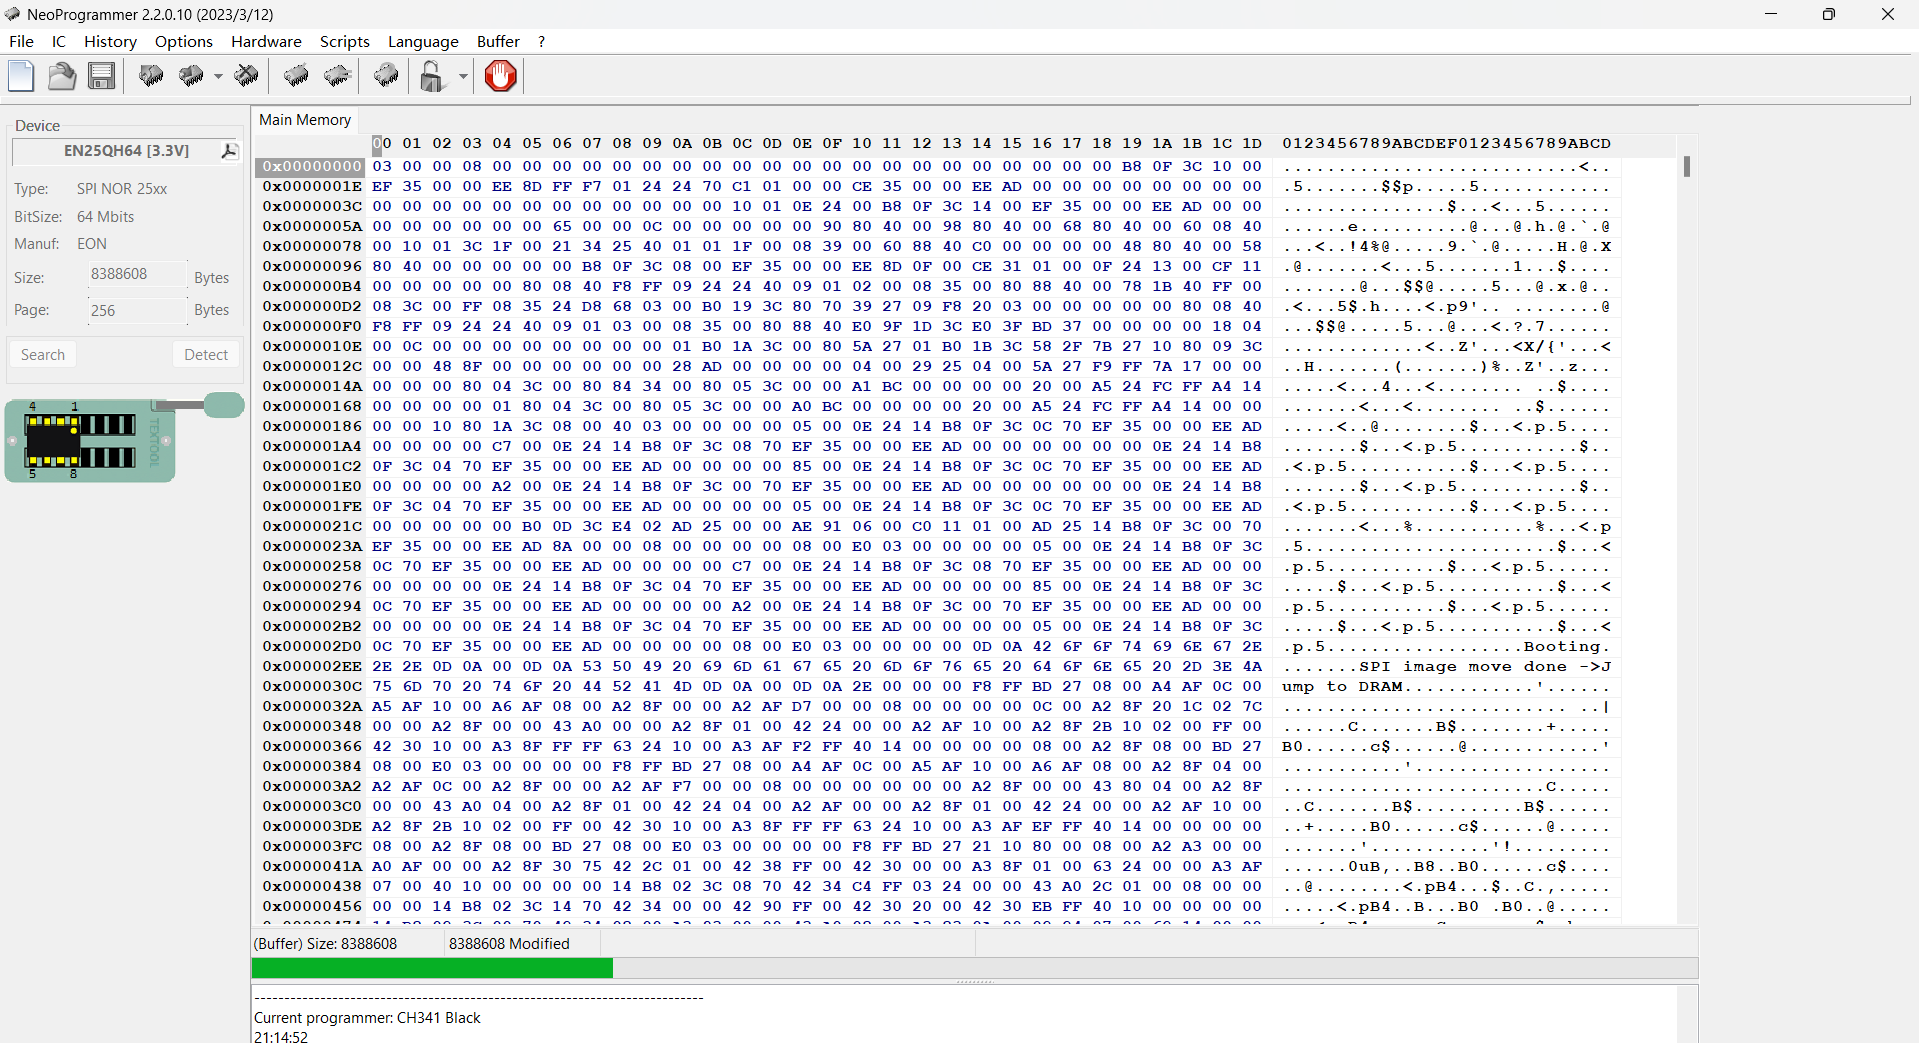 NeoProgrammer 2.2.0.10 (2023/3/12)
File IC History Options Hardware Scripts Language Buffer ?
Device
EN25QH64 [3.3V]
Type: SPI NOR 25xx
BitSize: 64 Mbits
Manuf: EON
Size: 8388608 Bytes
Page: 256 Bytes
Search Detect
4 1
TEXTOOL
5 8
Main Memory
00 01 02 03 04 05 06 07 08 09 0A 0B 0C 0D 0E 0F 10 11 12 13 14 15 16 17 18 19 1A 1B 1C 1D 0123456789ABCDEF0123456789ABCD
0x00000000 03 00 00 08 00 00 00 00 00 00 00 00 00 00 00 00 00 00 00 00 00 00 00 00 00 B8 0F 3C 10 00 ...........................<..
0x0000001E EF 35 00 00 EE 8D FF F7 01 24 24 70 C1 01 00 00 CE 35 00 00 EE AD 00 00 00 00 00 00 00 00 .5.......$$p.....5............
0x0000003C 00 00 00 00 00 00 00 00 00 00 00 00 10 01 0E 24 00 B8 0F 3C 14 00 EF 35 00 00 EE AD 00 00 ...............$...<...5......
0x0000005A 00 00 00 00 00 00 65 00 00 0C 00 00 00 00 00 90 80 40 00 98 80 40 00 68 80 40 00 60 08 40 ......e..........@...@.h.@.`.@
0x00000078 00 10 01 3C 1F 00 21 34 25 40 01 01 1F 00 08 39 00 60 88 40 C0 00 00 00 00 48 80 40 00 58 ...<..!4%@.....9.`.@.....H.@.X
0x00000096 80 40 00 00 00 00 00 B8 0F 3C 08 00 EF 35 00 00 EE 8D 0F 00 CE 31 01 00 0F 24 13 00 CF 11 .@.......<...5.......1...$....
0x000000B4 00 00 00 00 00 80 08 40 F8 FF 09 24 24 40 09 01 02 00 08 35 00 80 88 40 00 78 1B 40 FF 00 .......@...$$@.....5...@.x.@..
0x000000D2 08 3C 00 FF 08 35 24 D8 68 03 00 B0 19 3C 80 70 39 27 09 F8 20 03 00 00 00 00 00 80 08 40 .<...5$.h....<.p9'.. ........@
0x000000F0 F8 FF 09 24 24 40 09 01 03 00 08 35 00 80 88 40 E0 9F 1D 3C E0 3F BD 37 00 00 00 00 18 04 ...$$@.....5...@...<.?.7......
0x0000010E 00 0C 00 00 00 00 00 00 00 00 01 B0 1A 3C 00 80 5A 27 01 B0 1B 3C 58 2F 7B 27 10 80 09 3C .............<..Z'...<X/{'...<
0x0000012C 00 00 48 8F 00 00 00 00 00 00 28 AD 00 00 00 00 04 00 29 25 04 00 5A 27 F9 FF 7A 17 00 00 ..H.......(.......)%..Z'..z...
0x0000014A 00 00 00 80 04 3C 00 80 84 34 00 80 05 3C 00 00 A1 BC 00 00 00 00 20 00 A5 24 FC FF A4 14 .....<...4...<........ ..$....
0x00000168 00 00 00 00 01 80 04 3C 00 80 05 3C 00 00 A0 BC 00 00 00 00 20 00 A5 24 FC FF A4 14 00 00 .......<...<........ ..$......
0x00000186 00 00 10 80 1A 3C 08 00 40 03 00 00 00 00 05 00 0E 24 14 B8 0F 3C 0C 70 EF 35 00 00 EE AD .....<..@........$...<.p.5....
0x000001A4 00 00 00 00 C7 00 0E 24 14 B8 0F 3C 08 70 EF 35 00 00 EE AD 00 00 00 00 00 00 0E 24 14 B8 .......$...<.p.5...........$..
0x000001C2 0F 3C 04 70 EF 35 00 00 EE AD 00 00 00 00 85 00 0E 24 14 B8 0F 3C 0C 70 EF 35 00 00 EE AD .<.p.5...........$...<.p.5....
0x000001E0 00 00 00 00 A2 00 0E 24 14 B8 0F 3C 00 70 EF 35 00 00 EE AD 00 00 00 00 00 00 0E 24 14 B8 .......$...<.p.5...........$..
0x000001FE 0F 3C 04 70 EF 35 00 00 EE AD 00 00 00 00 05 00 0E 24 14 B8 0F 3C 0C 70 EF 35 00 00 EE AD .<.p.5...........$...<.p.5....
0x0000021C 00 00 00 00 00 B0 0D 3C E4 02 AD 25 00 00 AE 91 06 00 C0 11 01 00 AD 25 14 B8 0F 3C 00 70 .......<...%...........%...<.p
0x0000023A EF 35 00 00 EE AD 8A 00 00 08 00 00 00 00 08 00 E0 03 00 00 00 00 05 00 0E 24 14 B8 0F 3C .5.......................$...<
0x00000258 0C 70 EF 35 00 00 EE AD 00 00 00 00 C7 00 0E 24 14 B8 0F 3C 08 70 EF 35 00 00 EE AD 00 00 .p.5...........$...<.p.5......
0x00000276 00 00 00 00 0E 24 14 B8 0F 3C 04 70 EF 35 00 00 EE AD 00 00 00 00 85 00 0E 24 14 B8 0F 3C .....$...<.p.5...........$...<
0x00000294 0C 70 EF 35 00 00 EE AD 00 00 00 00 A2 00 0E 24 14 B8 0F 3C 00 70 EF 35 00 00 EE AD 00 00 .p.5...........$...<.p.5......
0x000002B2 00 00 00 00 0E 24 14 B8 0F 3C 04 70 EF 35 00 00 EE AD 00 00 00 00 05 00 0E 24 14 B8 0F 3C .....$...<.p.5...........$...<
0x000002D0 0C 70 EF 35 00 00 EE AD 00 00 00 00 08 00 E0 03 00 00 00 00 0D 0A 42 6F 6F 74 69 6E 67 2E .p.5..................Booting.
0x000002EE 2E 2E 0D 0A 00 0D 0A 53 50 49 20 69 6D 61 67 65 20 6D 6F 76 65 20 64 6F 6E 65 20 2D 3E 4A .......SPI image move done ->J
0x0000030C 75 6D 70 20 74 6F 20 44 52 41 4D 0D 0A 00 0D 0A 2E 00 00 00 F8 FF BD 27 08 00 A4 AF 0C 00 ump to DRAM............'......
0x0000032A A5 AF 10 00 A6 AF 08 00 A2 8F 00 00 A2 AF D7 00 00 08 00 00 00 00 0C 00 A2 8F 20 1C 02 7C .......................... ..|
0x00000348 00 00 A2 8F 00 00 43 A0 00 00 A2 8F 01 00 42 24 00 00 A2 AF 10 00 A2 8F 2B 10 02 00 FF 00 ......C.......B$........+.....
0x00000366 42 30 10 00 A3 8F FF FF 63 24 10 00 A3 AF F2 FF 40 14 00 00 00 00 08 00 A2 8F 08 00 BD 27 B0......c$......@............'
0x00000384 08 00 E0 03 00 00 00 00 F8 FF BD 27 08 00 A4 AF 0C 00 A5 AF 10 00 A6 AF 08 00 A2 8F 04 00 ...........'..................
0x000003A2 A2 AF 0C 00 A2 8F 00 00 A2 AF F7 00 00 08 00 00 00 00 00 00 A2 8F 00 00 43 80 04 00 A2 8F ........................C.....
0x000003C0 00 00 43 A0 04 00 A2 8F 01 00 42 24 04 00 A2 AF 00 00 A2 8F 01 00 42 24 00 00 A2 AF 10 00 ..C.......B$..........B$......
0x000003DE A2 8F 2B 10 02 00 FF 00 42 30 10 00 A3 8F FF FF 63 24 10 00 A3 AF EF FF 40 14 00 00 00 00 ..+.....B0......c$......@.....
0x000003FC 08 00 A2 8F 08 00 BD 27 08 00 E0 03 00 00 00 00 F8 FF BD 27 21 10 80 00 08 00 A2 A3 00 00 .......'...........'!.........
0x0000041A A0 AF 00 00 A2 8F 30 75 42 2C 01 00 42 38 FF 00 42 30 00 00 A3 8F 01 00 63 24 00 00 A3 AF ......0uB,..B8..B0......c$....
0x00000438 07 00 40 10 00 00 00 00 14 B8 02 3C 08 70 42 34 C4 FF 03 24 00 00 43 A0 2C 01 00 08 00 00 ..@........<.pB4...$..C.,.....
0x00000456 00 00 14 B8 02 3C 14 70 42 34 00 00 42 90 FF 00 42 30 20 00 42 30 EB FF 40 10 00 00 00 00 .....<.pB4..B...B0 .B0..@.....
(Buffer) Size: 8388608 8388608 Modified
Current programmer: CH341 Black
21:14:52